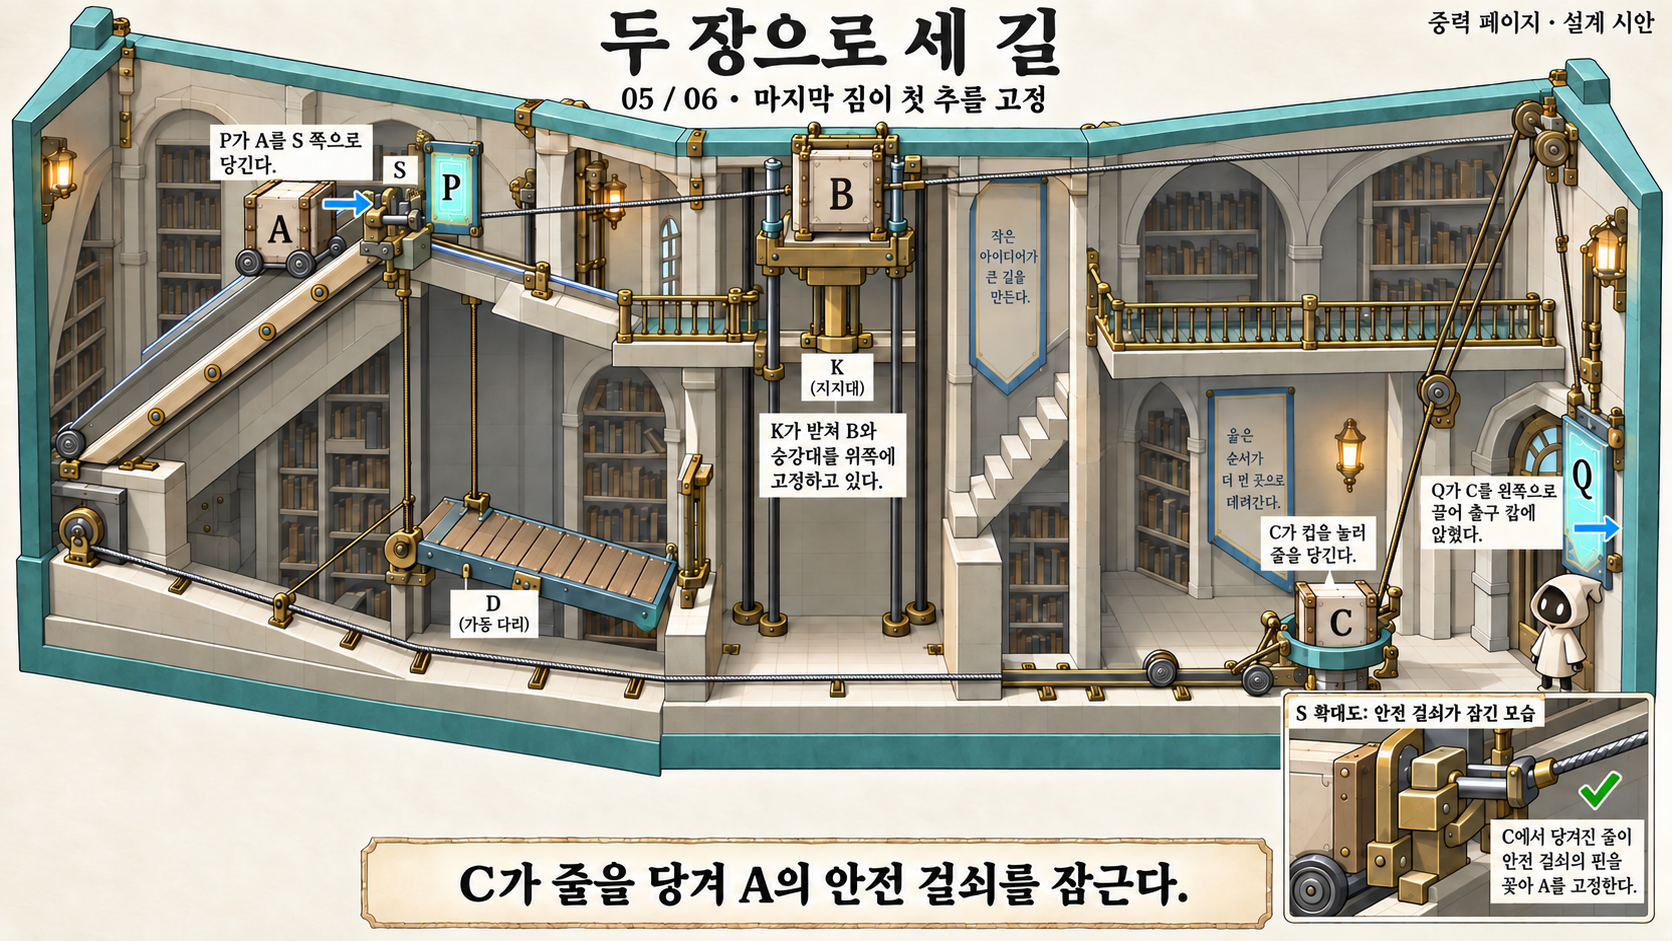 두 장으로 세 길
중력 페이지 · 설계 시안
05 / 06 · 마지막 짐이 첫 추를 고정
P가 A를 S 쪽으로
당긴다.
S
P
A
B
작은
아이디어가
큰 길을
만든다.
K
(지지대)
K가 받쳐 B와
승강대를 위쪽에
고정하고 있다.
옳은
순서가
더 먼 곳으로
데려간다.
Q
Q가 C를 왼쪽으로
끌어 출구 캄에
앉혔다.
C가 컵을 눌러
줄을 당긴다.
C
D
(가동 다리)
S 확대도: 안전 걸쇠가 잠긴 모습
C에서 당겨진 줄이
안전 걸쇠의 핀을
꽂아 A를 고정한다.
C가 줄을 당겨 A의 안전 걸쇠를 잠근다.